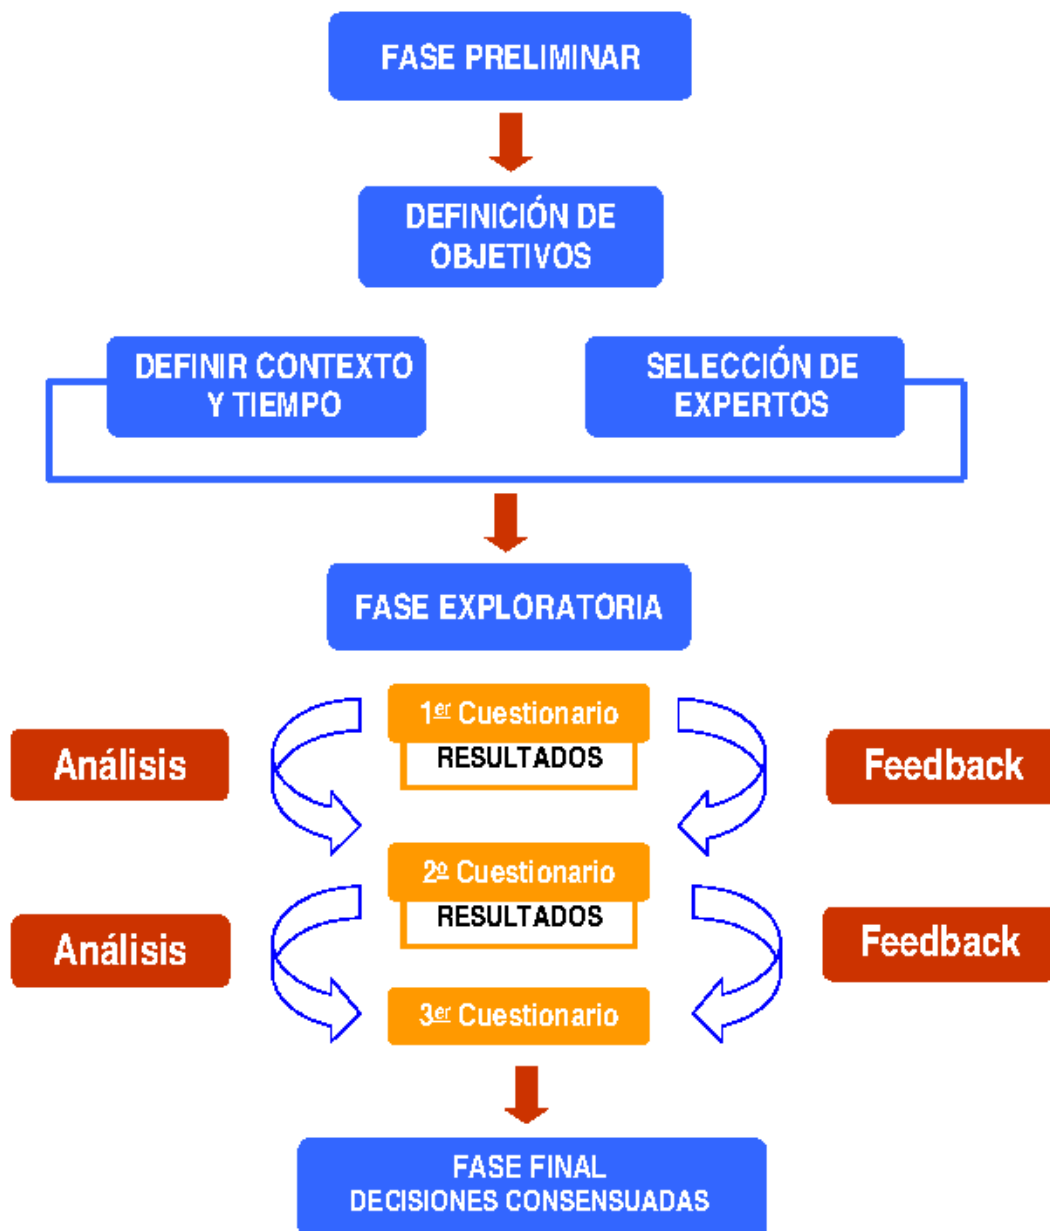 FASE PRELIMINAR
DEFINICIÓN DE
OBJETIVOS
DEFINIR CONTEXTO
Y TIEMPO
SELECCIÓN DE
EXPERTOS
FASE EXPLORATORIA
1er Cuestionario
RESULTADOS
Análisis
Feedback
2º Cuestionario
RESULTADOS
Análisis
Feedback
3er Cuestionario
FASE FINAL
DECISIONES CONSENSUADAS